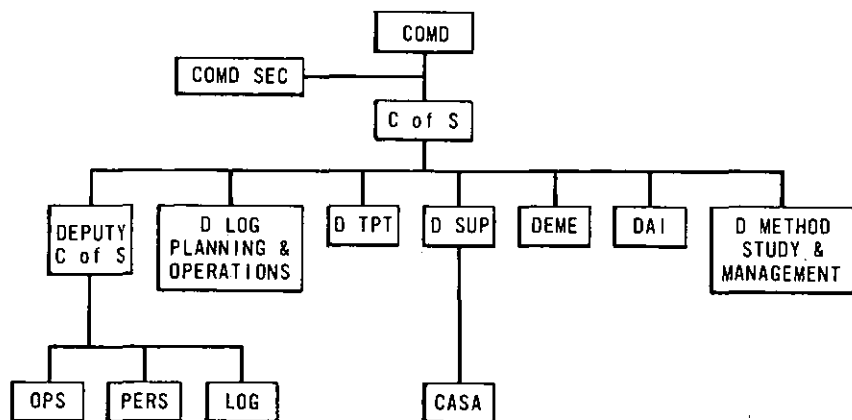 COMD
COMD SEC
C of S
DEPUTY
C of S
D LOG
PLANNING &
OPERATIONS
D TPT
D SUP
DEME
DAI
D METHOD
STUDY &
MANAGEMENT
OPS
PERS
LOG
CASA